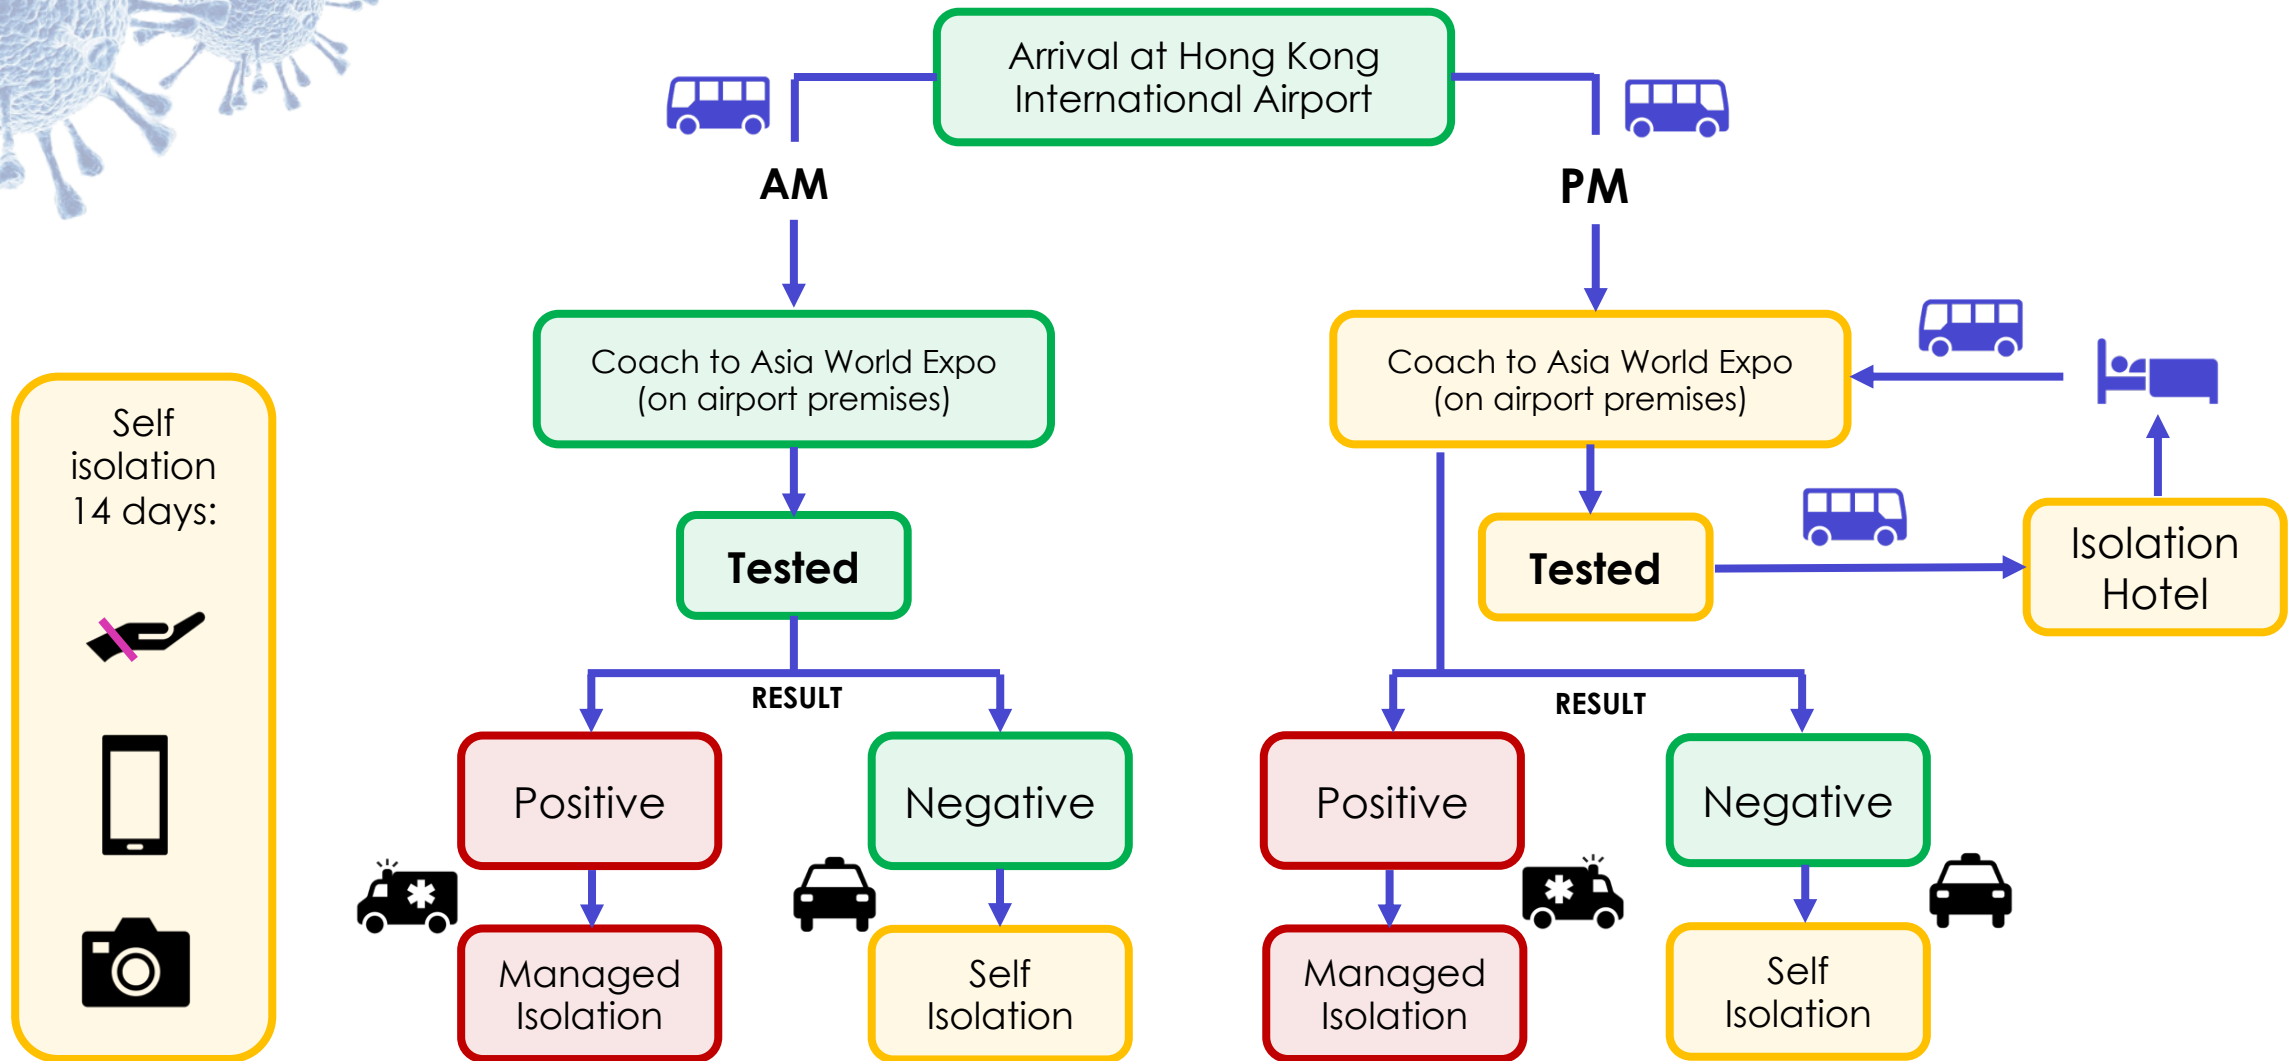 Arrival at Hong Kong
International Airport
AM
PM
Coach to Asia World Expo
(on airport premises)
Coach to Asia World Expo
(on airport premises)
Self
isolation
14 days:
Tested
Tested
Isolation
Hotel
RESULT
RESULT
Positive
Negative
Positive
Negative
Managed
Isolation
Self
Isolation
Managed
Isolation
Self
Isolation